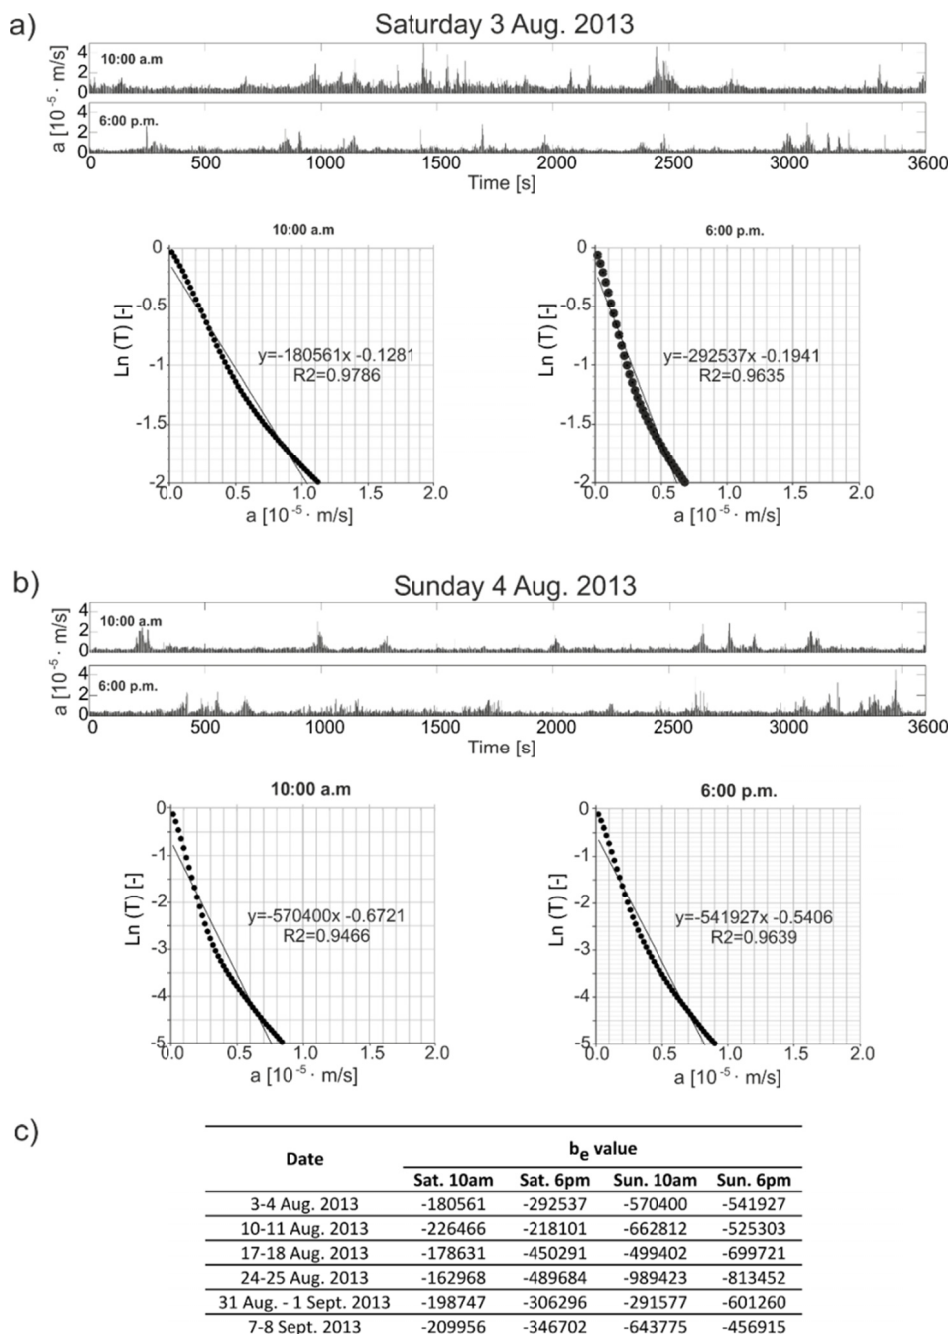 a)
Saturday 3 Aug. 2013
a [10⁻⁵ · m/s]
4
2
0
10:00 a.m
4
2
0
6:00 p.m.
0 500 1000 1500 2000 2500 3000 3600
Time [s]
10:00 a.m
Ln (T) [-]
0
-0.5
-1
-1.5
-2
y=-180561x -0.1281
R2=0.9786
0.0 0.5 1.0 1.5 2.0
a [10⁻⁵ · m/s]
6:00 p.m.
Ln (T) [-]
0
-0.5
-1
-1.5
-2
y=-292537x -0.1941
R2=0.9635
0.0 0.5 1.0 1.5 2.0
a [10⁻⁵ · m/s]
b)
Sunday 4 Aug. 2013
a [10⁻⁵ · m/s]
4
2
0
10:00 a.m
4
2
0
6:00 p.m.
0 500 1000 1500 2000 2500 3000 3600
Time [s]
10:00 a.m
Ln (T) [-]
0
-1
-2
-3
-4
-5
y=-570400x -0.6721
R2=0.9466
0.0 0.5 1.0 1.5 2.0
a [10⁻⁵ · m/s]
6:00 p.m.
Ln (T) [-]
0
-1
-2
-3
-4
-5
y=-541927x -0.5406
R2=0.9639
0.0 0.5 1.0 1.5 2.0
a [10⁻⁵ · m/s]
c)
Date bₑ value
Sat. 10am Sat. 6pm Sun. 10am Sun. 6pm
3-4 Aug. 2013 -180561 -292537 -570400 -541927
10-11 Aug. 2013 -226466 -218101 -662812 -525303
17-18 Aug. 2013 -178631 -450291 -499402 -699721
24-25 Aug. 2013 -162968 -489684 -989423 -813452
31 Aug. - 1 Sept. 2013 -198747 -306296 -291577 -601260
7-8 Sept. 2013 -209956 -346702 -643775 -456915